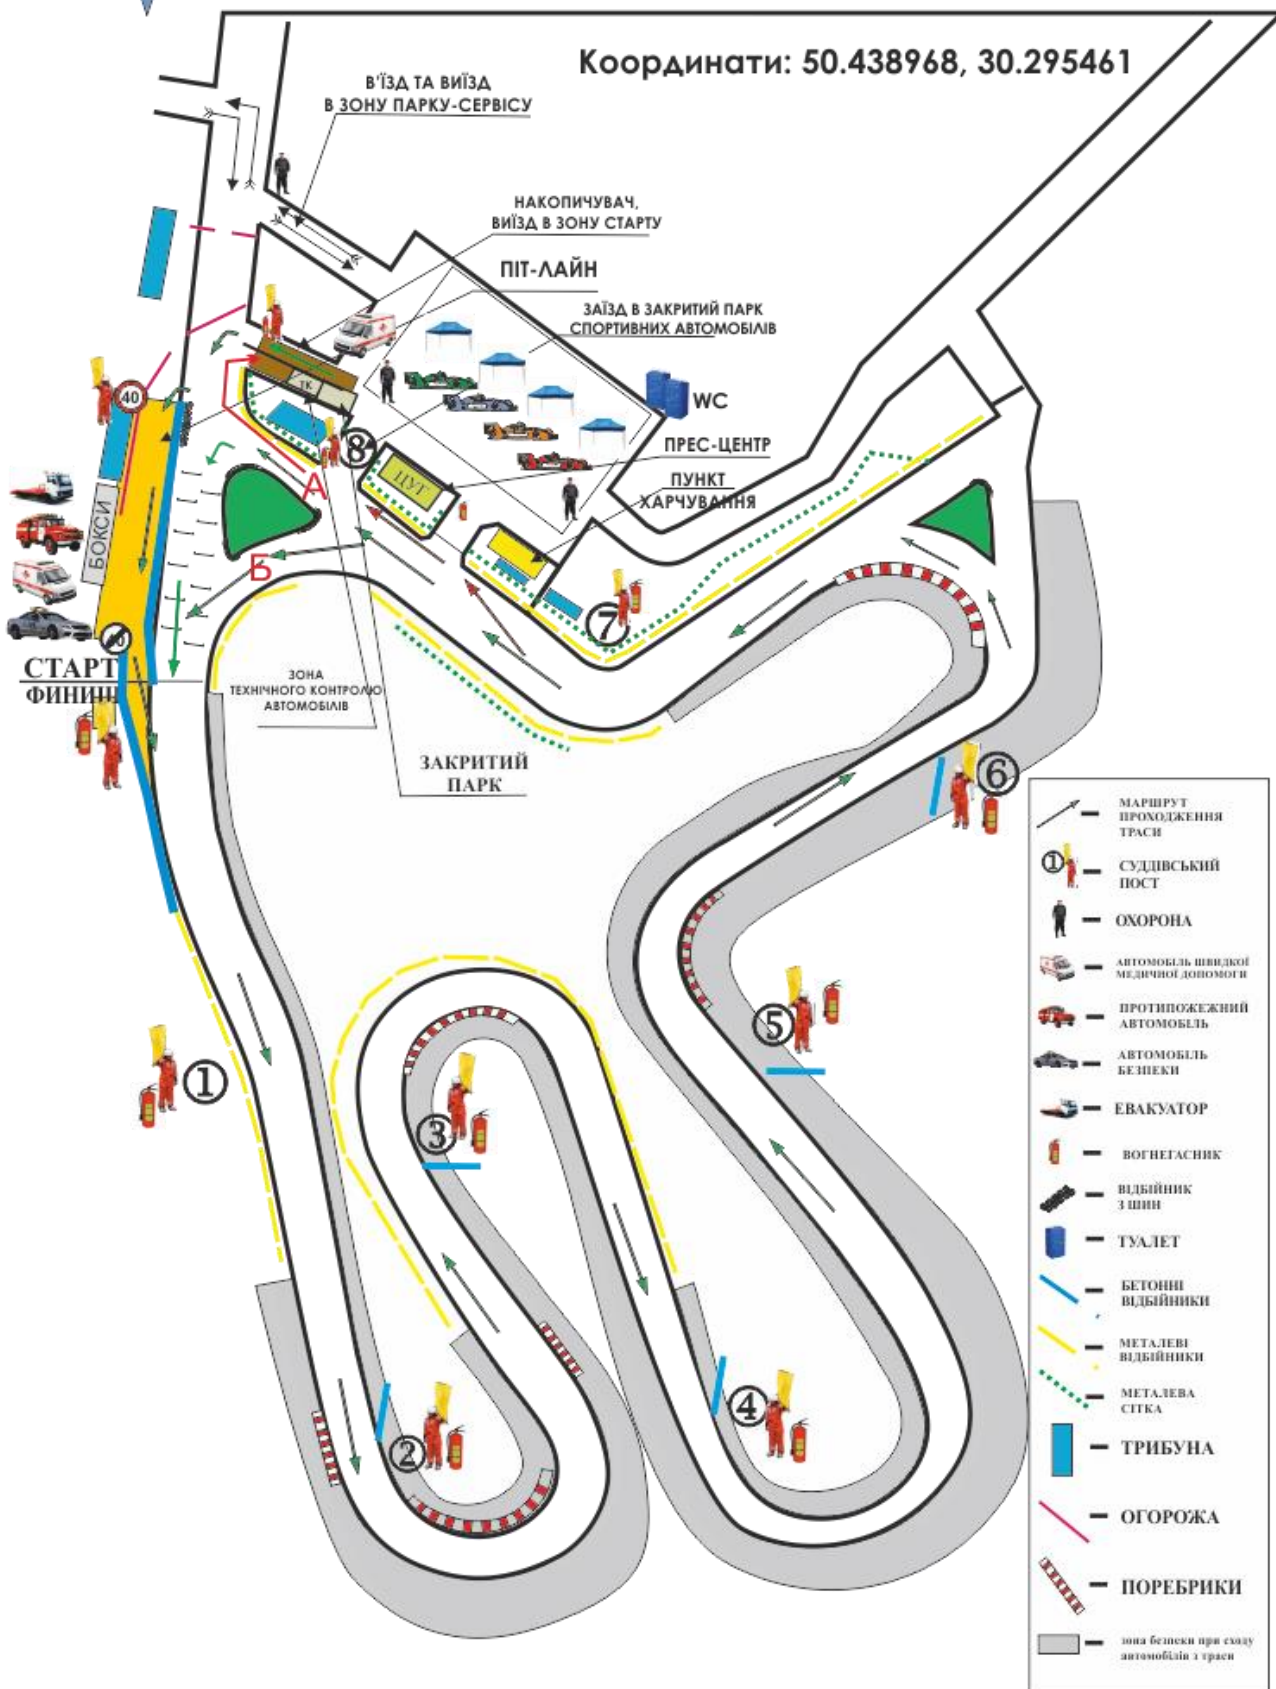 Координати: 50.438968, 30.295461
В'ЇЗД ТА ВИЇЗД
В ЗОНУ ПАРКУ-СЕРВІСУ
НАКОПИЧУВАЧ,
ВИЇЗД В ЗОНУ СТАРТУ
ПІТ-ЛАЙН
ЗАЇЗД В ЗАКРИТИЙ ПАРК
СПОРТИВНИХ АВТОМОБІЛІВ
40
ТК
WC
8
ПРЕС-ЦЕНТР
ЦУГ
ПУНКТ
ХАРЧУВАННЯ
А
БОКСИ
Б
7
СТАРТ
ФИНИШ
ЗОНА
ТЕХНІЧНОГО КОНТРОЛЮ
АВТОМОБІЛІВ
ЗАКРИТИЙ
ПАРК
6
5
1
3
4
2
МАРШРУТ
ПРОХОДЖЕННЯ
ТРАСИ
1
СУДДІВСЬКИЙ
ПОСТ
ОХОРОНА
АВТОМОБІЛЬ ШВИДКОЇ
МЕДИЧНОЇ ДОПОМОГИ
ПРОТИПОЖЕЖНИЙ
АВТОМОБІЛЬ
АВТОМОБІЛЬ
БЕЗПЕКИ
ЕВАКУАТОР
ВОГНЕГАСНИК
ВІДБІЙНИК
З ШИН
ТУАЛЕТ
БЕТОННІ
ВІДБІЙНИКИ
МЕТАЛЕВІ
ВІДБІЙНИКИ
МЕТАЛЕВА
СІТКА
ТРИБУНА
ОГОРОЖА
ПОРЕБРИКИ
зона безпеки при сходу
автомобілів з траси